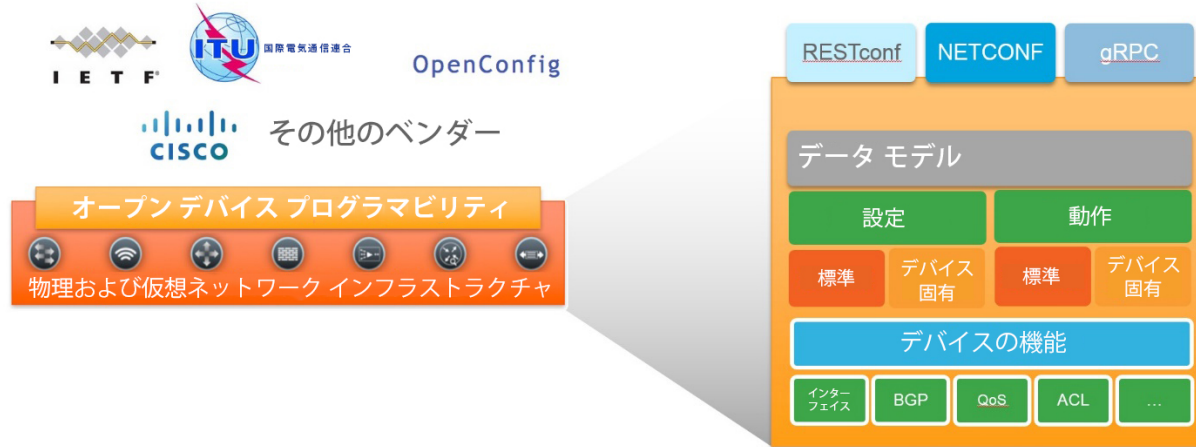 IETF
ITU 国際電気通信連合
OpenConfig
CISCO その他のベンダー
オープン デバイス プログラマビリティ
物理および仮想ネットワーク インフラストラクチャ
RESTconf NETCONF gRPC
データ モデル
設定 動作
標準
デバイス
固有
標準
デバイス
固有
デバイスの機能
インター
フェイス
BGP QoS ACL ...